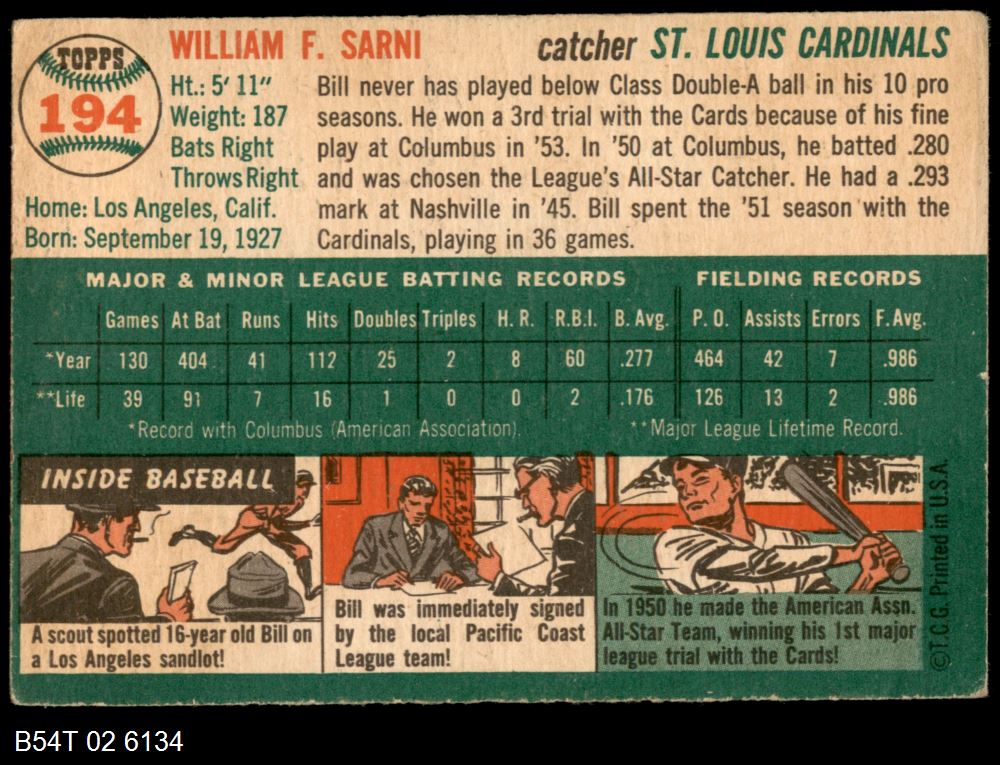 TOPPS
194
WILLIAM F. SARNI
catcher ST. LOUIS CARDINALS
Ht.: 5' 11"
Weight: 187
Bats Right
Throws Right
Home: Los Angeles, Calif.
Born: September 19, 1927
Bill never has played below Class Double-A ball in his 10 pro
seasons. He won a 3rd trial with the Cards because of his fine
play at Columbus in '53. In '50 at Columbus, he batted .280
and was chosen the League's All-Star Catcher. He had a .293
mark at Nashville in '45. Bill spent the '51 season with the
Cardinals, playing in 36 games.
MAJOR & MINOR LEAGUE BATTING RECORDS FIELDING RECORDS
Games At Bat Runs Hits Doubles Triples H. R. R.B.I. B. Avg. P. O. Assists Errors F. Avg.
*Year 130 404 41 112 25 2 8 60 .277 464 42 7 .986
**Life 39 91 7 16 1 0 0 2 .176 126 13 2 .986
*Record with Columbus (American Association). **Major League Lifetime Record.
INSIDE BASEBALL
A scout spotted 16-year old Bill on
a Los Angeles sandlot!
Bill was immediately signed
by the local Pacific Coast
League team!
In 1950 he made the American Assn.
All-Star Team, winning his 1st major
league trial with the Cards!
©T.C.G. Printed in U.S.A.
B54T 02 6134